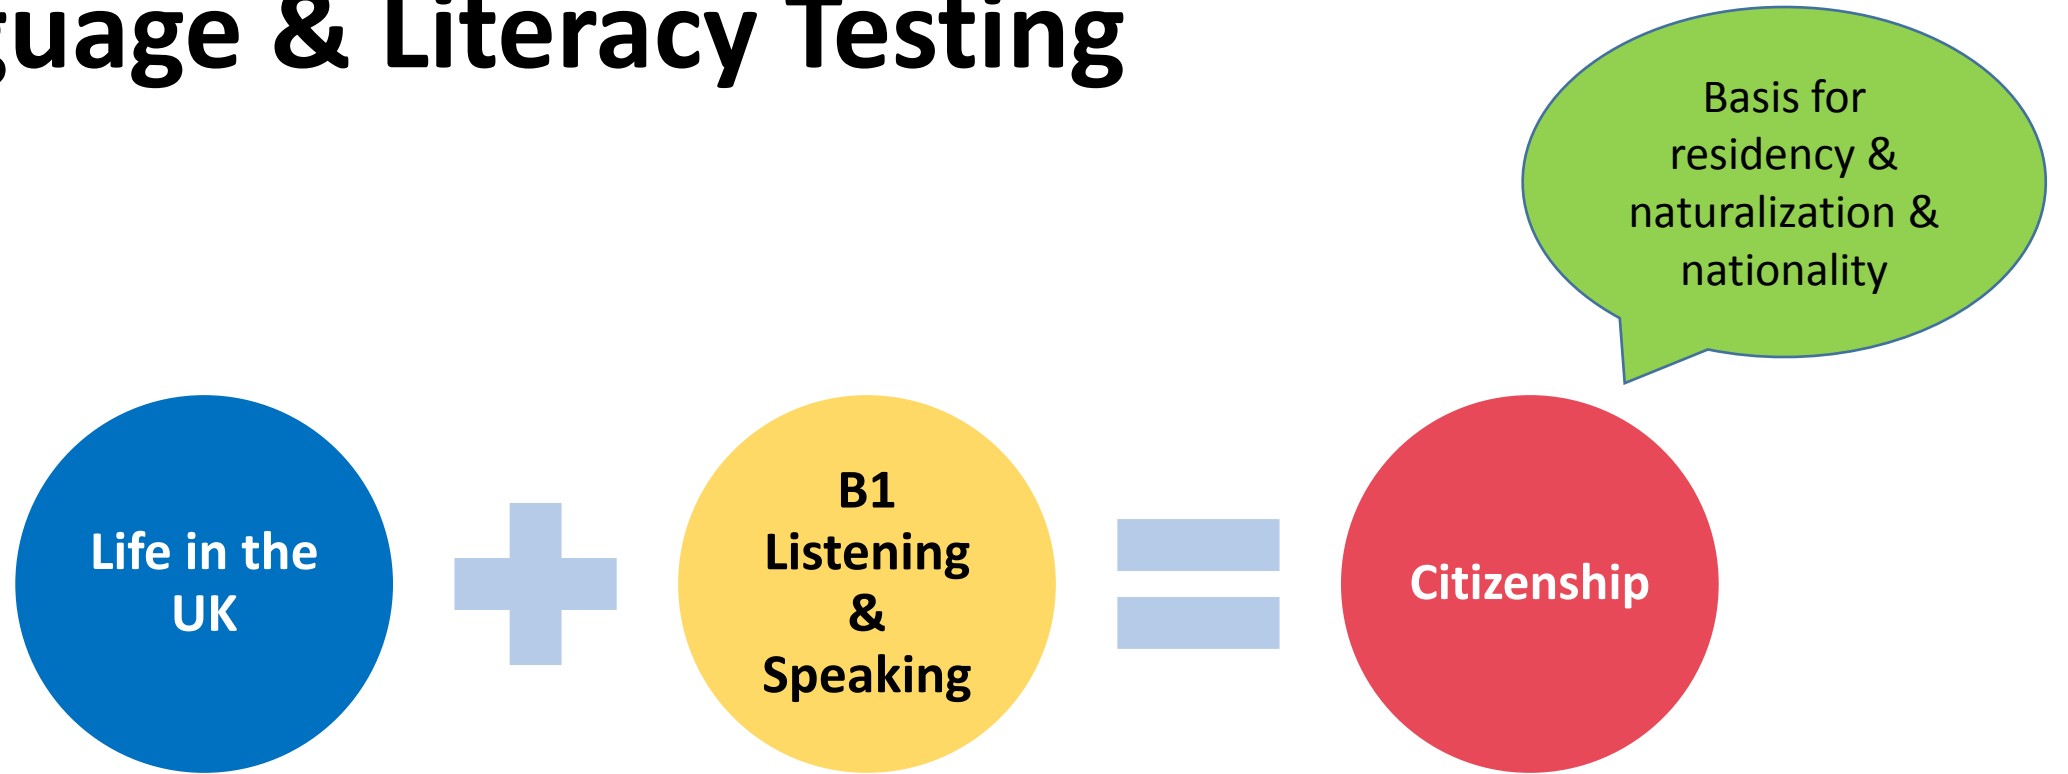 guage & Literacy Testing
Basis for
residency &
naturalization &
nationality
Life in the
UK
B1
Listening
&
Speaking
Citizenship